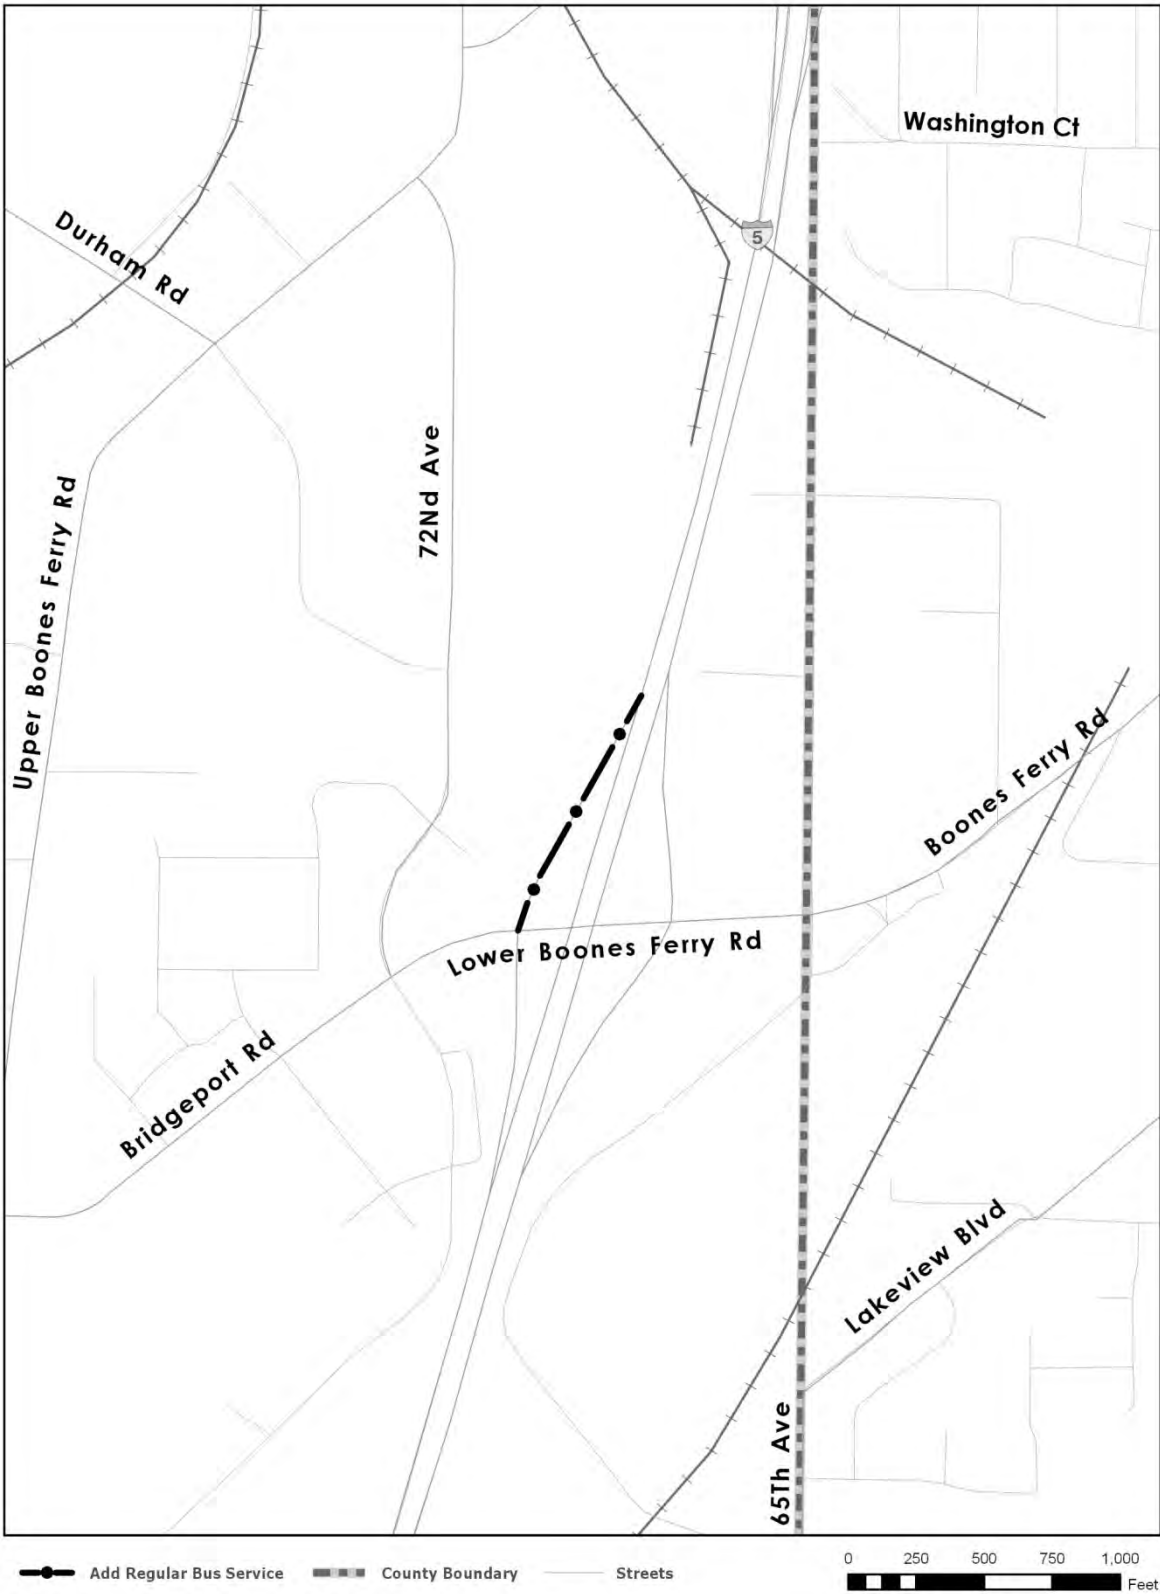 Washington Ct
Durham Rd
5
72Nd Ave
Upper Boones Ferry Rd
Boones Ferry Rd
Lower Boones Ferry Rd
Bridgeport Rd
Lakeview Blvd
65Th Ave
Add Regular Bus Service
County Boundary
Streets
0 250 500 750 1,000
Feet